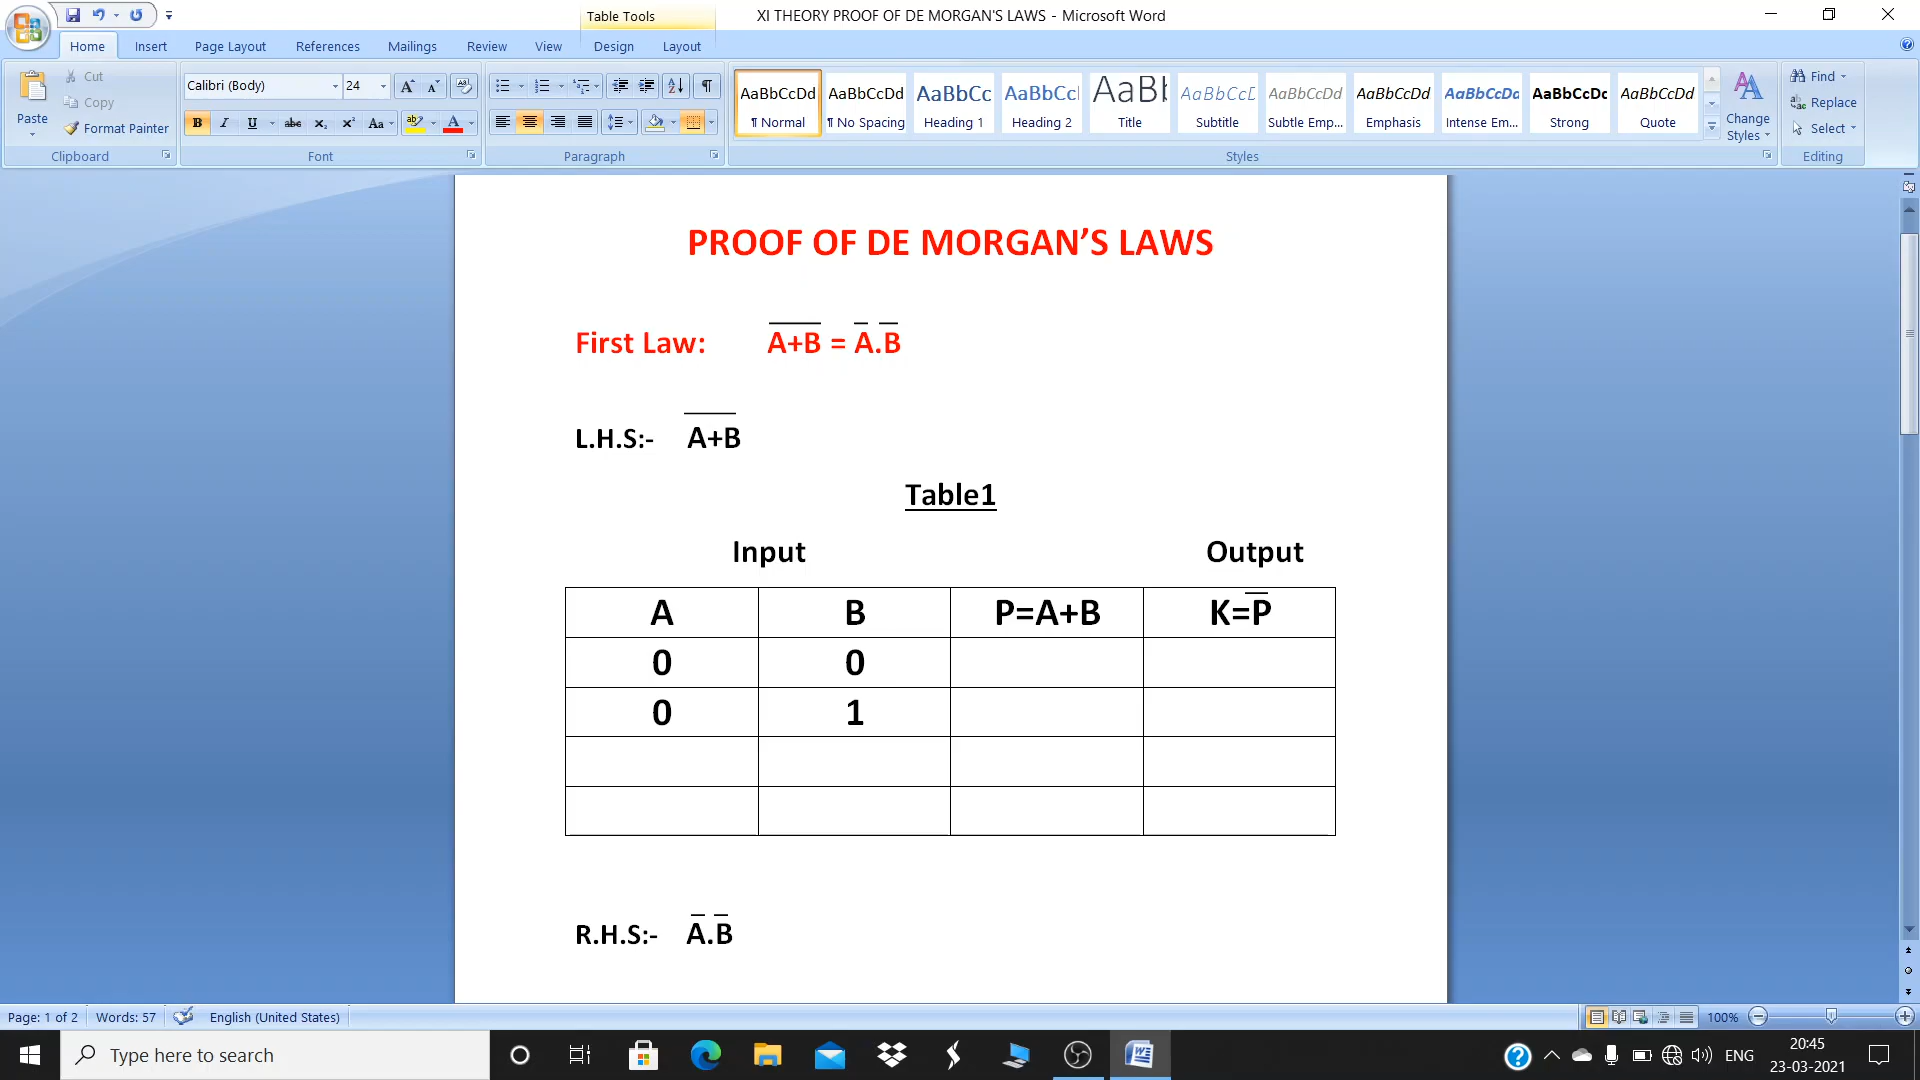 XI THEORY PROOF OF DE MORGAN'S LAWS - Microsoft Word
Table Tools
Home Insert Page Layout References Mailings Review View Design Layout
Paste
Cut
Copy
Format Painter
Clipboard
Calibri (Body) 24
Font
Paragraph
AaBbCcDd AaBbCcDd AaBbCc AaBbCc AaBb AaBbCcD AaBbCcDd AaBbCcDd AaBbCcDd AaBbCcDc AaBbCcDd
¶ Normal ¶ No Spacing Heading 1 Heading 2 Title Subtitle Subtle Emp... Emphasis Intense Em... Strong Quote
Change Styles
Styles
Find
Replace
Select
Editing
PROOF OF DE MORGAN’S LAWS
First Law: A̅+̅B̅ = A̅.B̅
L.H.S:- A̅+̅B̅
Table1
Input Output
A B P=A+B K=P̅
0 0
0 1
R.H.S:- A̅.B̅
Page: 1 of 2 Words: 57 English (United States) 100%
Type here to search
ENG
20:45
23-03-2021